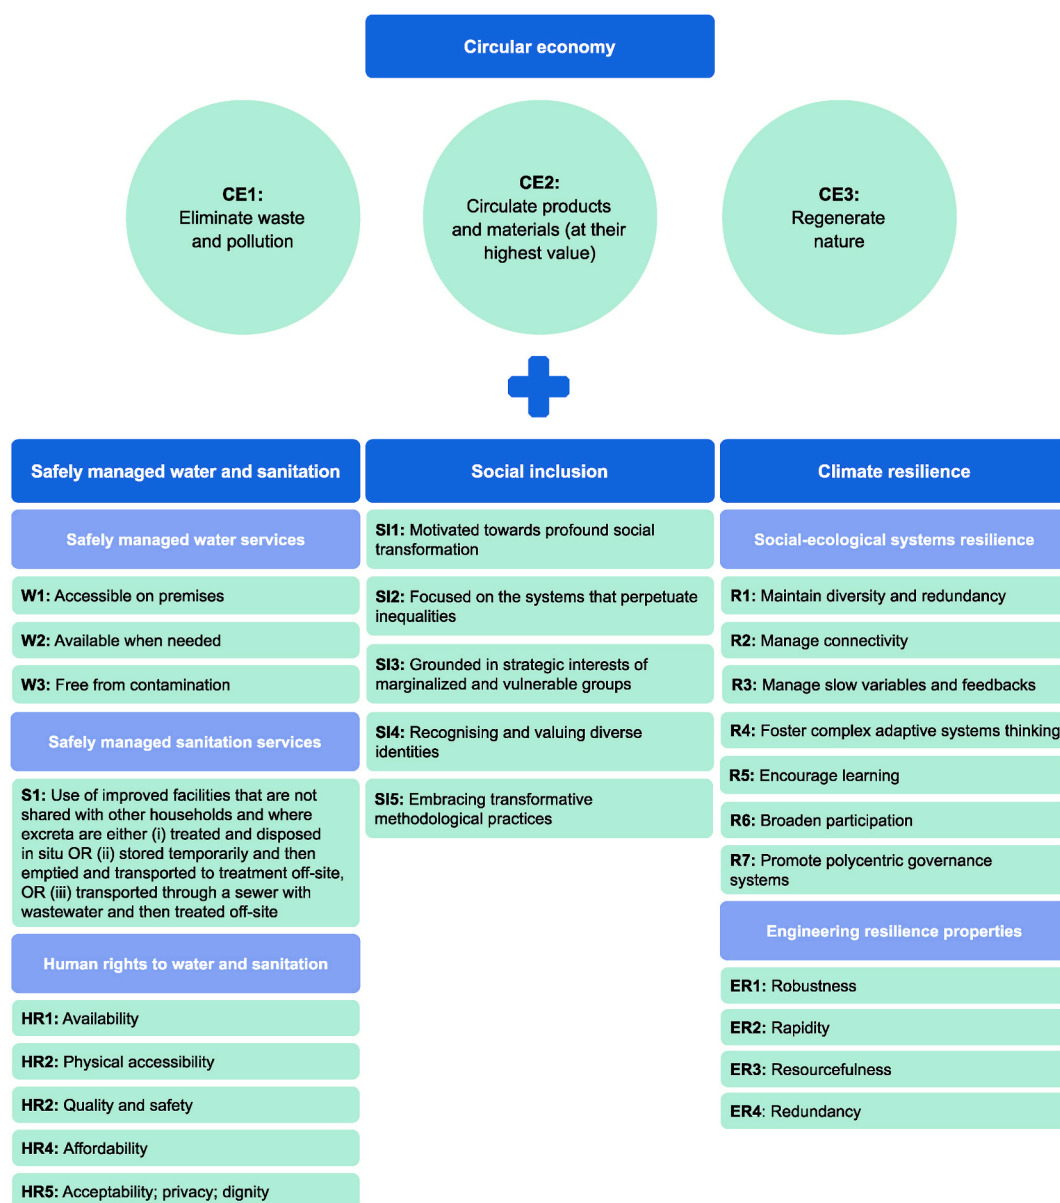 Circular economy
CE1:
Eliminate waste
and pollution
CE2:
Circulate products
and materials (at their
highest value)
CE3:
Regenerate
nature
Safely managed water and sanitation
Safely managed water services
W1: Accessible on premises
W2: Available when needed
W3: Free from contamination
Safely managed sanitation services
S1: Use of improved facilities that are not
shared with other households and where
excreta are either (i) treated and disposed
in situ OR (ii) stored temporarily and then
emptied and transported to treatment off-site,
OR (iii) transported through a sewer with
wastewater and then treated off-site
Human rights to water and sanitation
HR1: Availability
HR2: Physical accessibility
HR2: Quality and safety
HR4: Affordability
HR5: Acceptability; privacy; dignity
Social inclusion
SI1: Motivated towards profound social
transformation
SI2: Focused on the systems that perpetuate
inequalities
SI3: Grounded in strategic interests of
marginalized and vulnerable groups
SI4: Recognising and valuing diverse
identities
SI5: Embracing transformative
methodological practices
Climate resilience
Social-ecological systems resilience
R1: Maintain diversity and redundancy
R2: Manage connectivity
R3: Manage slow variables and feedbacks
R4: Foster complex adaptive systems thinking
R5: Encourage learning
R6: Broaden participation
R7: Promote polycentric governance
systems
Engineering resilience properties
ER1: Robustness
ER2: Rapidity
ER3: Resourcefulness
ER4: Redundancy